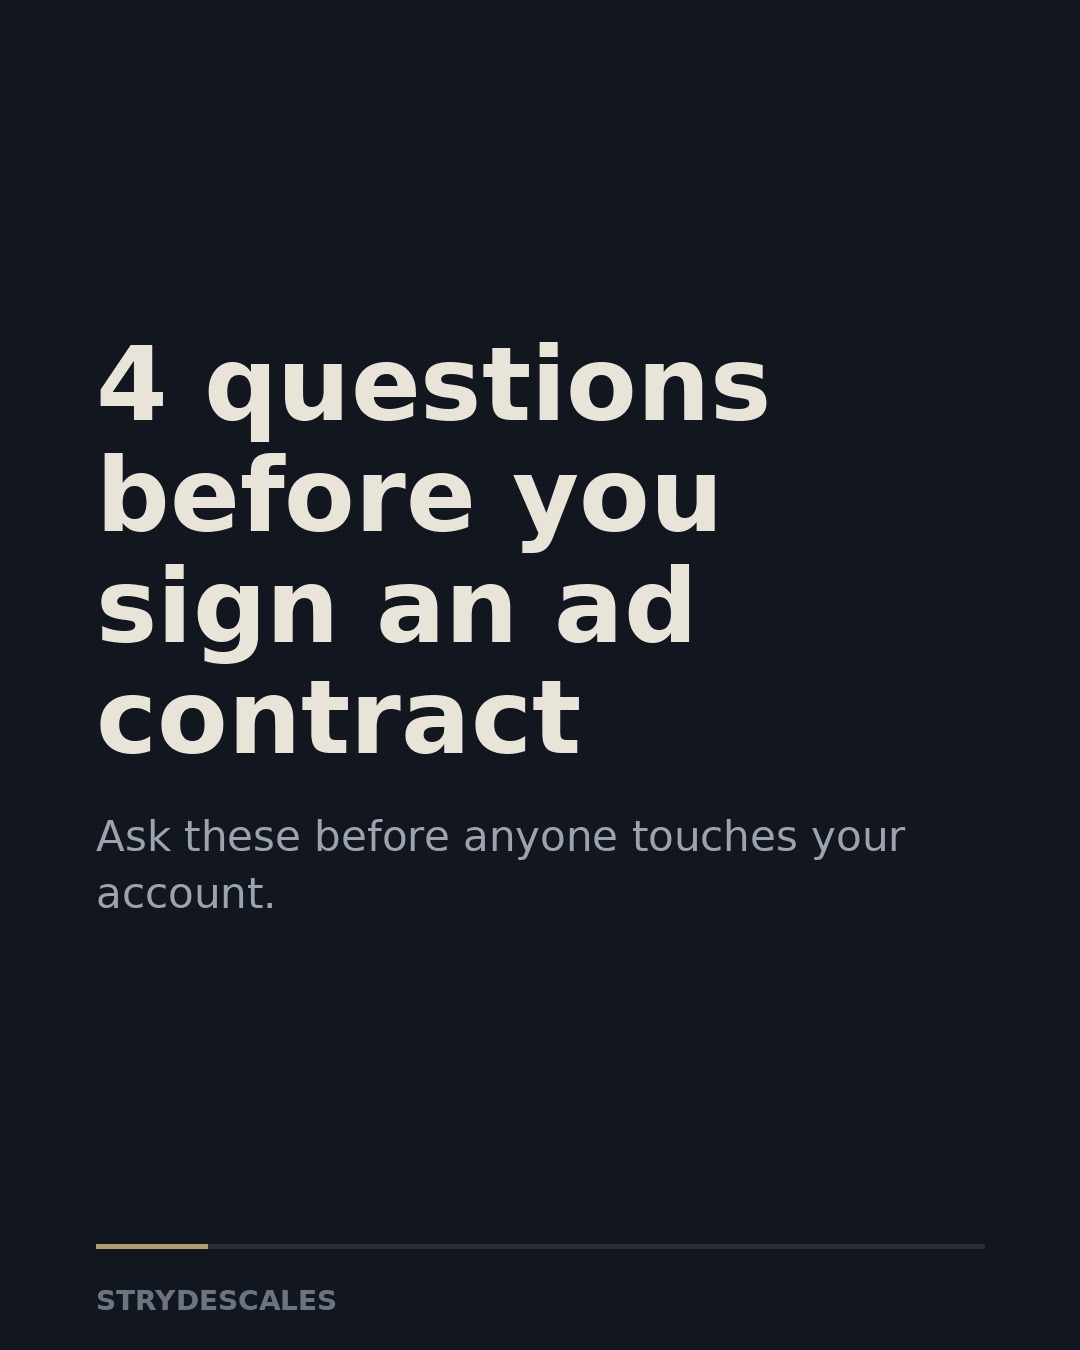 4 questions
before you
sign an ad
contract
Ask these before anyone touches your
account.
STRYDESCALES